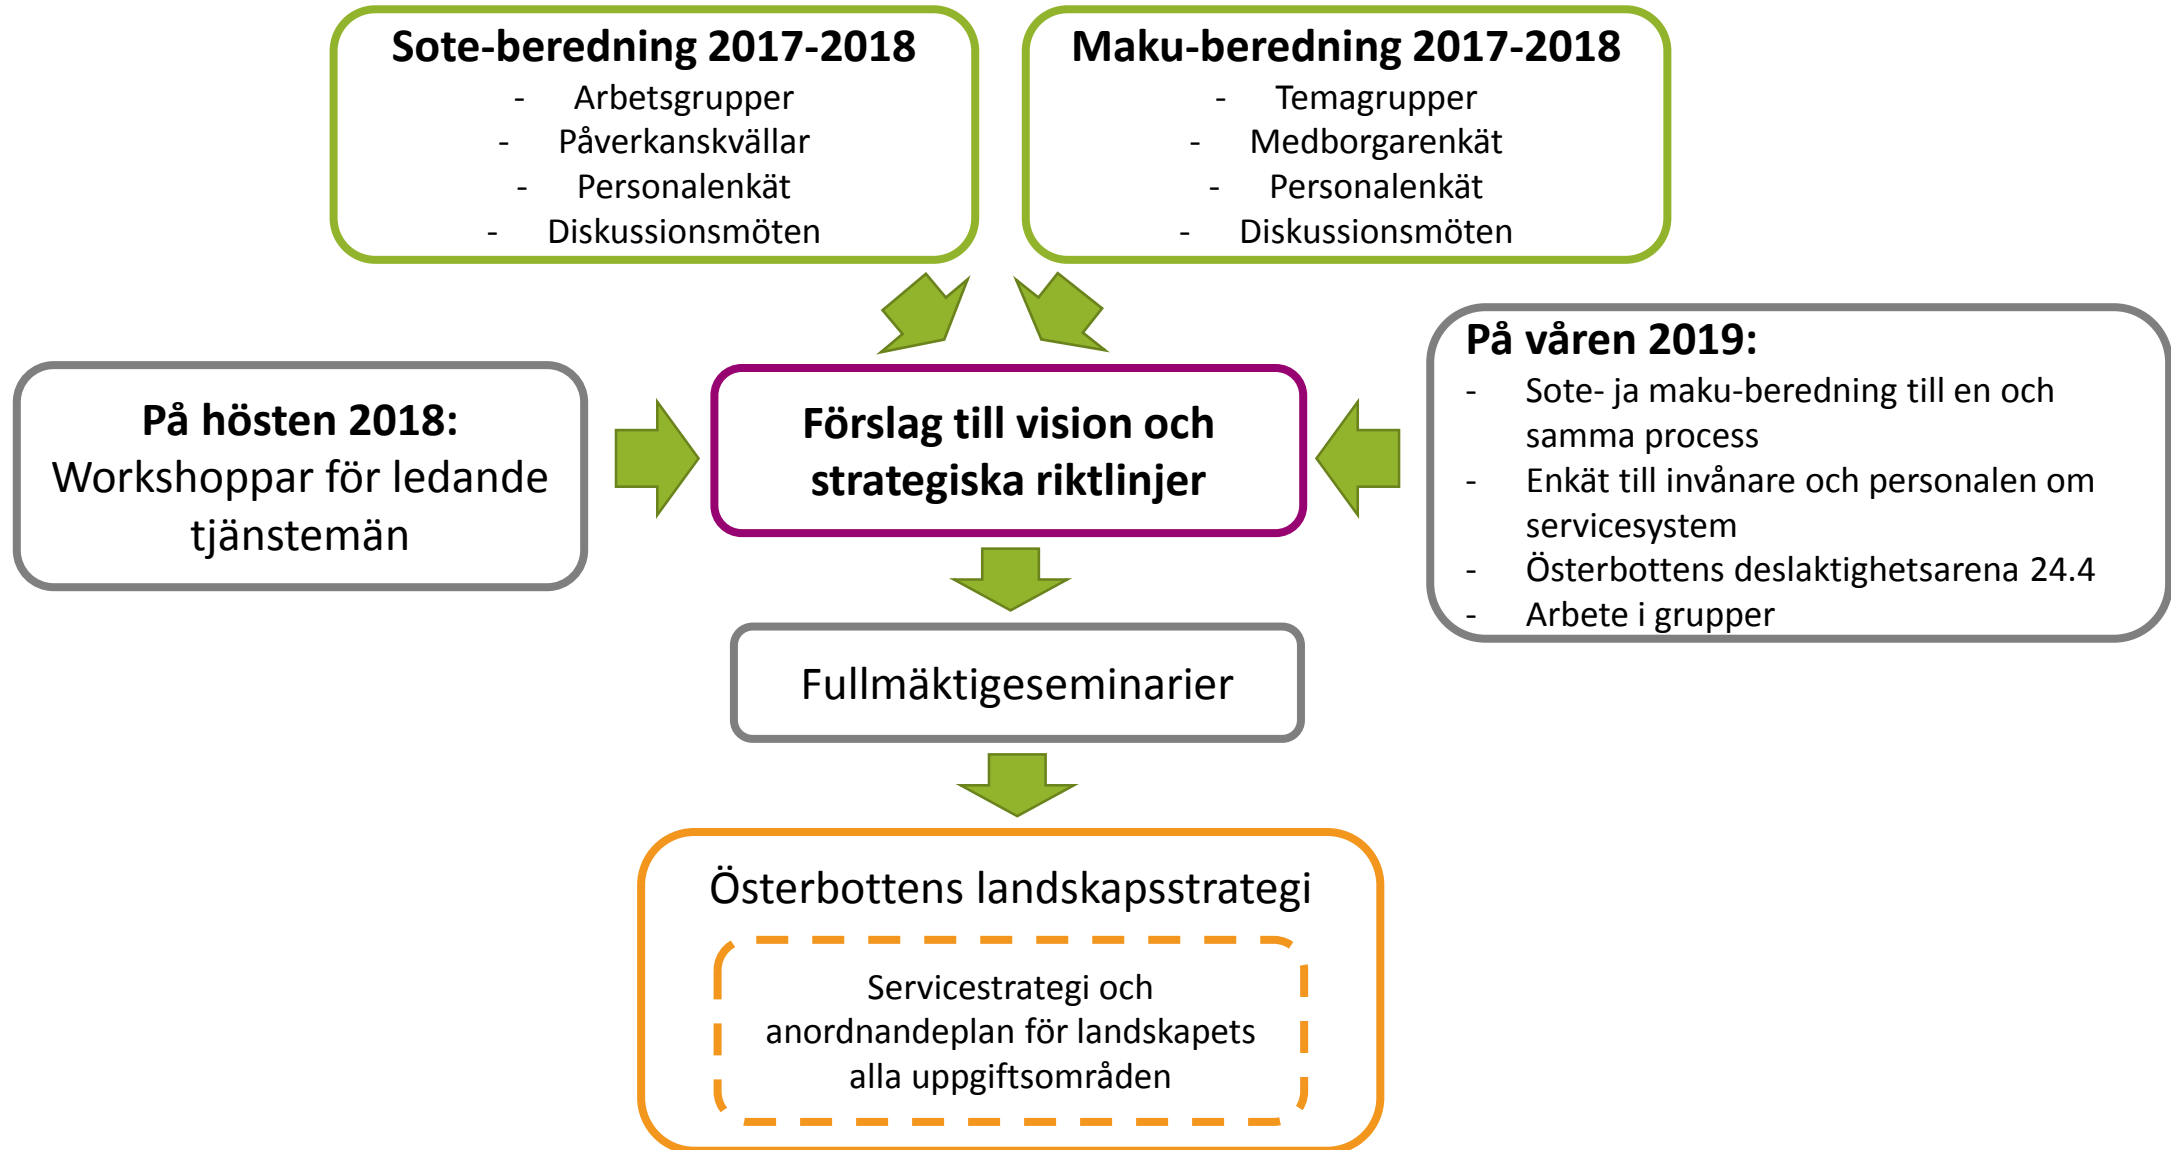 Sote-beredning 2017-2018
- Arbetsgrupper
- Påverkanskvällar
- Personalenkät
- Diskussionsmöten
Maku-beredning 2017-2018
- Temagrupper
- Medborgarenkät
- Personalenkät
- Diskussionsmöten
På hösten 2018:
Workshoppar för ledande
tjänstemän
Förslag till vision och
strategiska riktlinjer
På våren 2019:
- Sote- ja maku-beredning till en och
samma process
- Enkät till invånare och personalen om
servicesystem
- Österbottens deslaktighetsarena 24.4
- Arbete i grupper
Fullmäktigeseminarier
Österbottens landskapsstrategi
Servicestrategi och
anordnandeplan för landskapets
alla uppgiftsområden